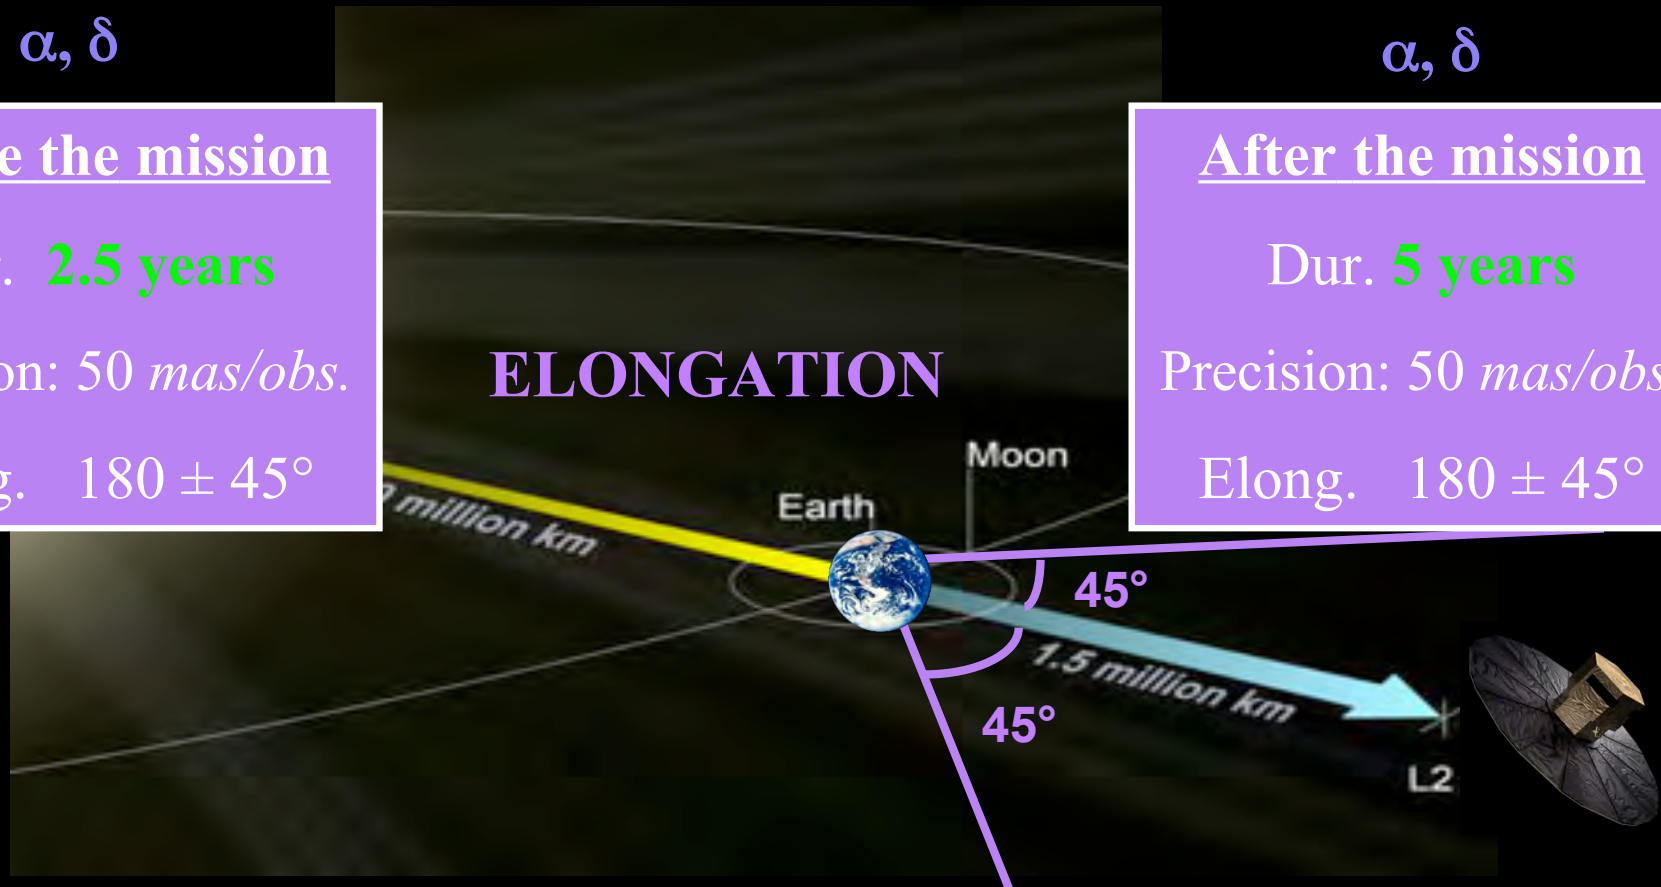 α, δ
e the mission
. 2.5 years
on: 50 mas/obs.
g. 180 ± 45°
α, δ
After the mission
Dur. 5 years
Precision: 50 mas/obs
Elong. 180 ± 45°
ELONGATION
Moon
Earth
0 million km
45°
1.5 million km
45°
L2